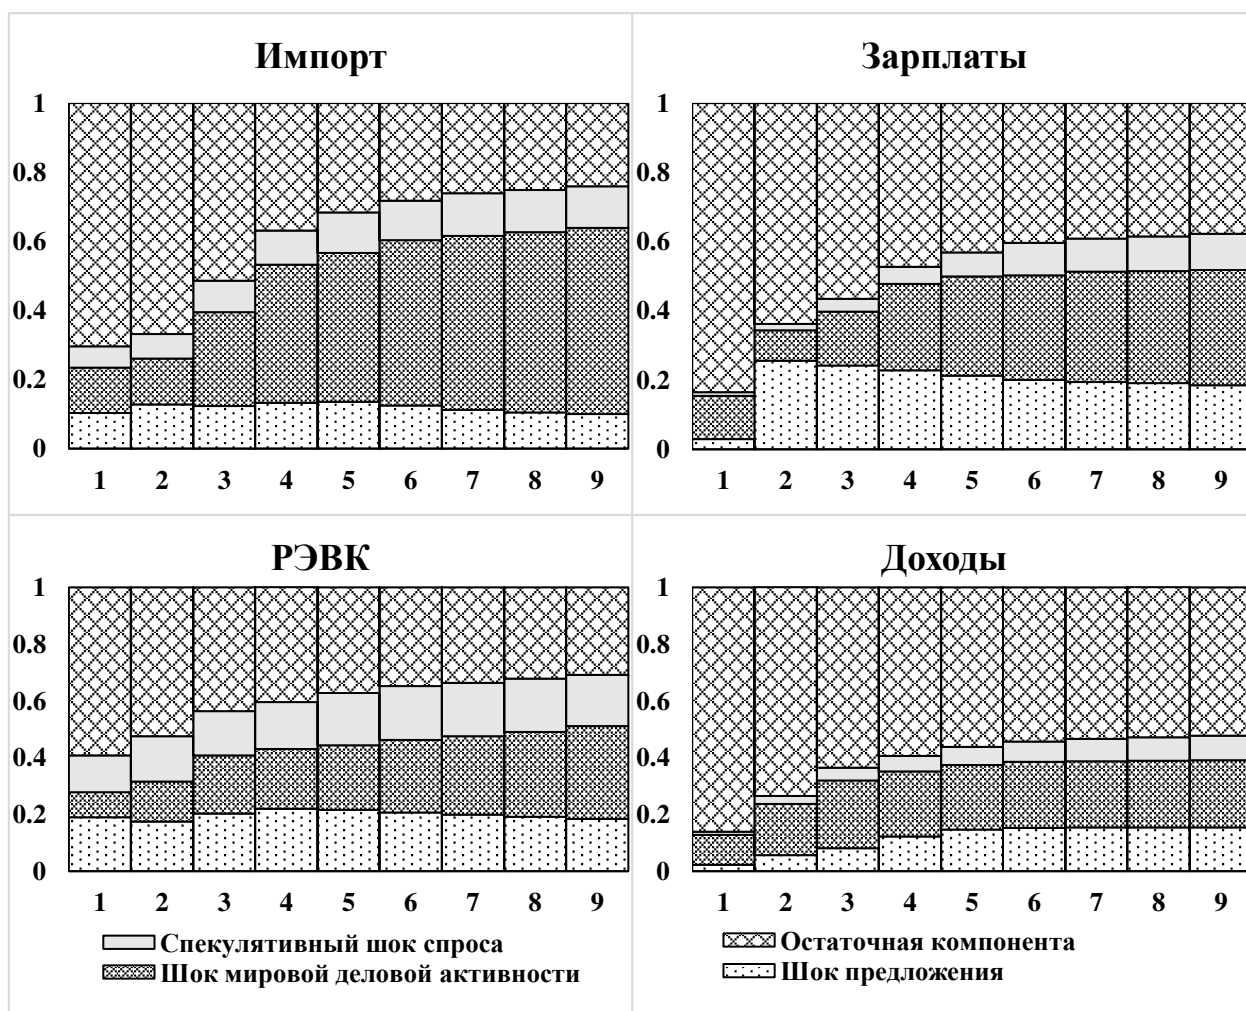 Импорт
1
0.8
0.6
0.4
0.2
0
1 2 3 4 5 6 7 8 9
Зарплаты
1
0.8
0.6
0.4
0.2
0
1 2 3 4 5 6 7 8 9
РЭВК
1
0.8
0.6
0.4
0.2
0
1 2 3 4 5 6 7 8 9
Спекулятивный шок спроса
Шок мировой деловой активности
Доходы
1
0.8
0.6
0.4
0.2
0
1 2 3 4 5 6 7 8 9
Остаточная компонента
Шок предложения